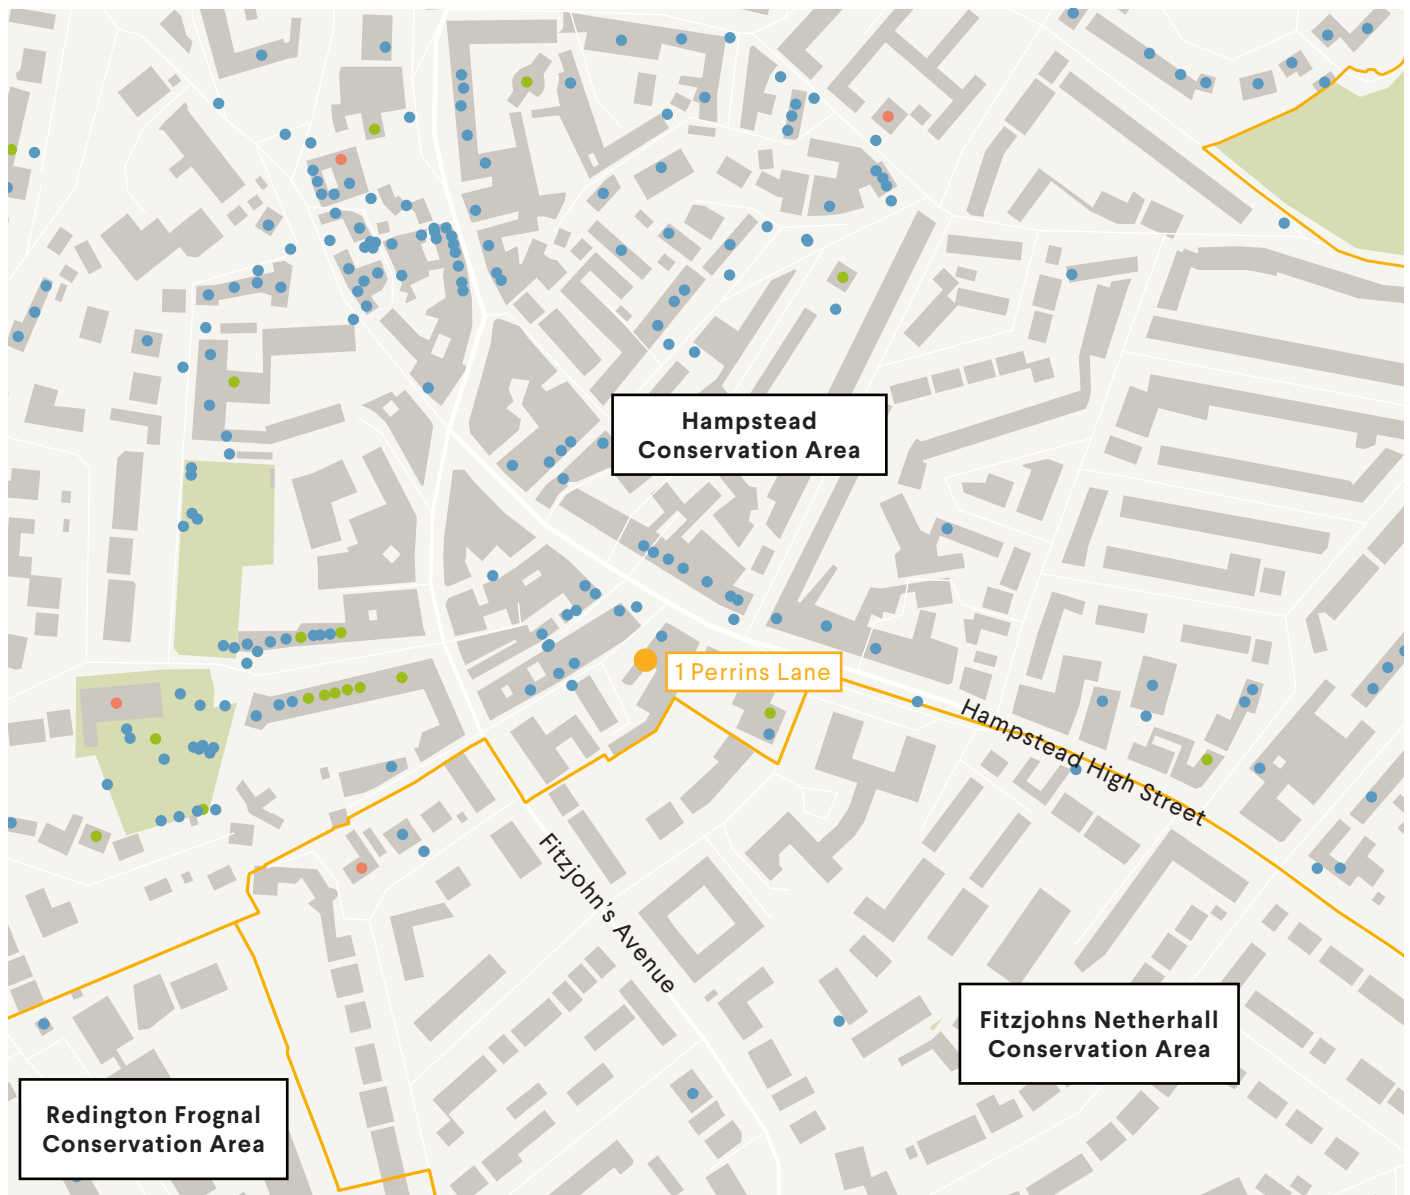 Hampstead
Conservation Area
1 Perrins Lane
Hampstead High Street
Fitzjohn's Avenue
Fitzjohns Netherhall
Conservation Area
Redington Frognal
Conservation Area